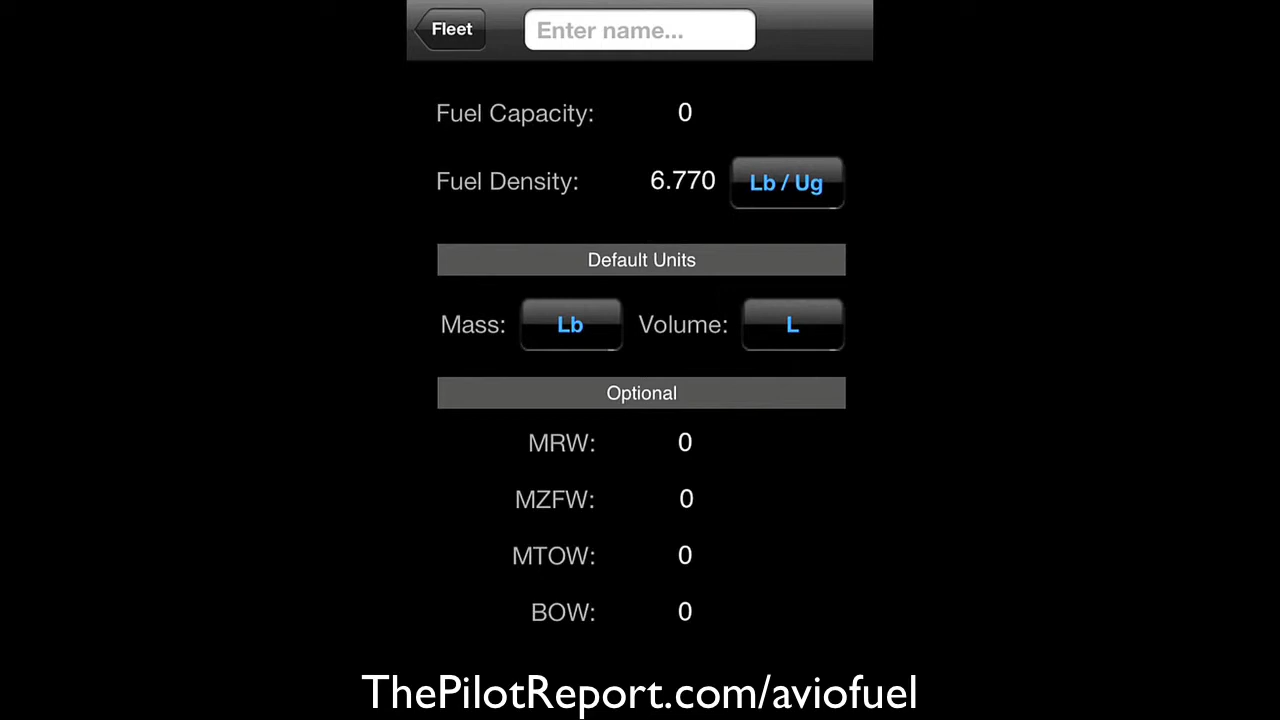 Fleet Enter name...
Fuel Capacity: 0
Fuel Density: 6.770 Lb / Ug
Default Units
Mass: Lb Volume: L
Optional
MRW: 0
MZFW: 0
MTOW: 0
BOW: 0
ThePilotReport.com/aviofuel